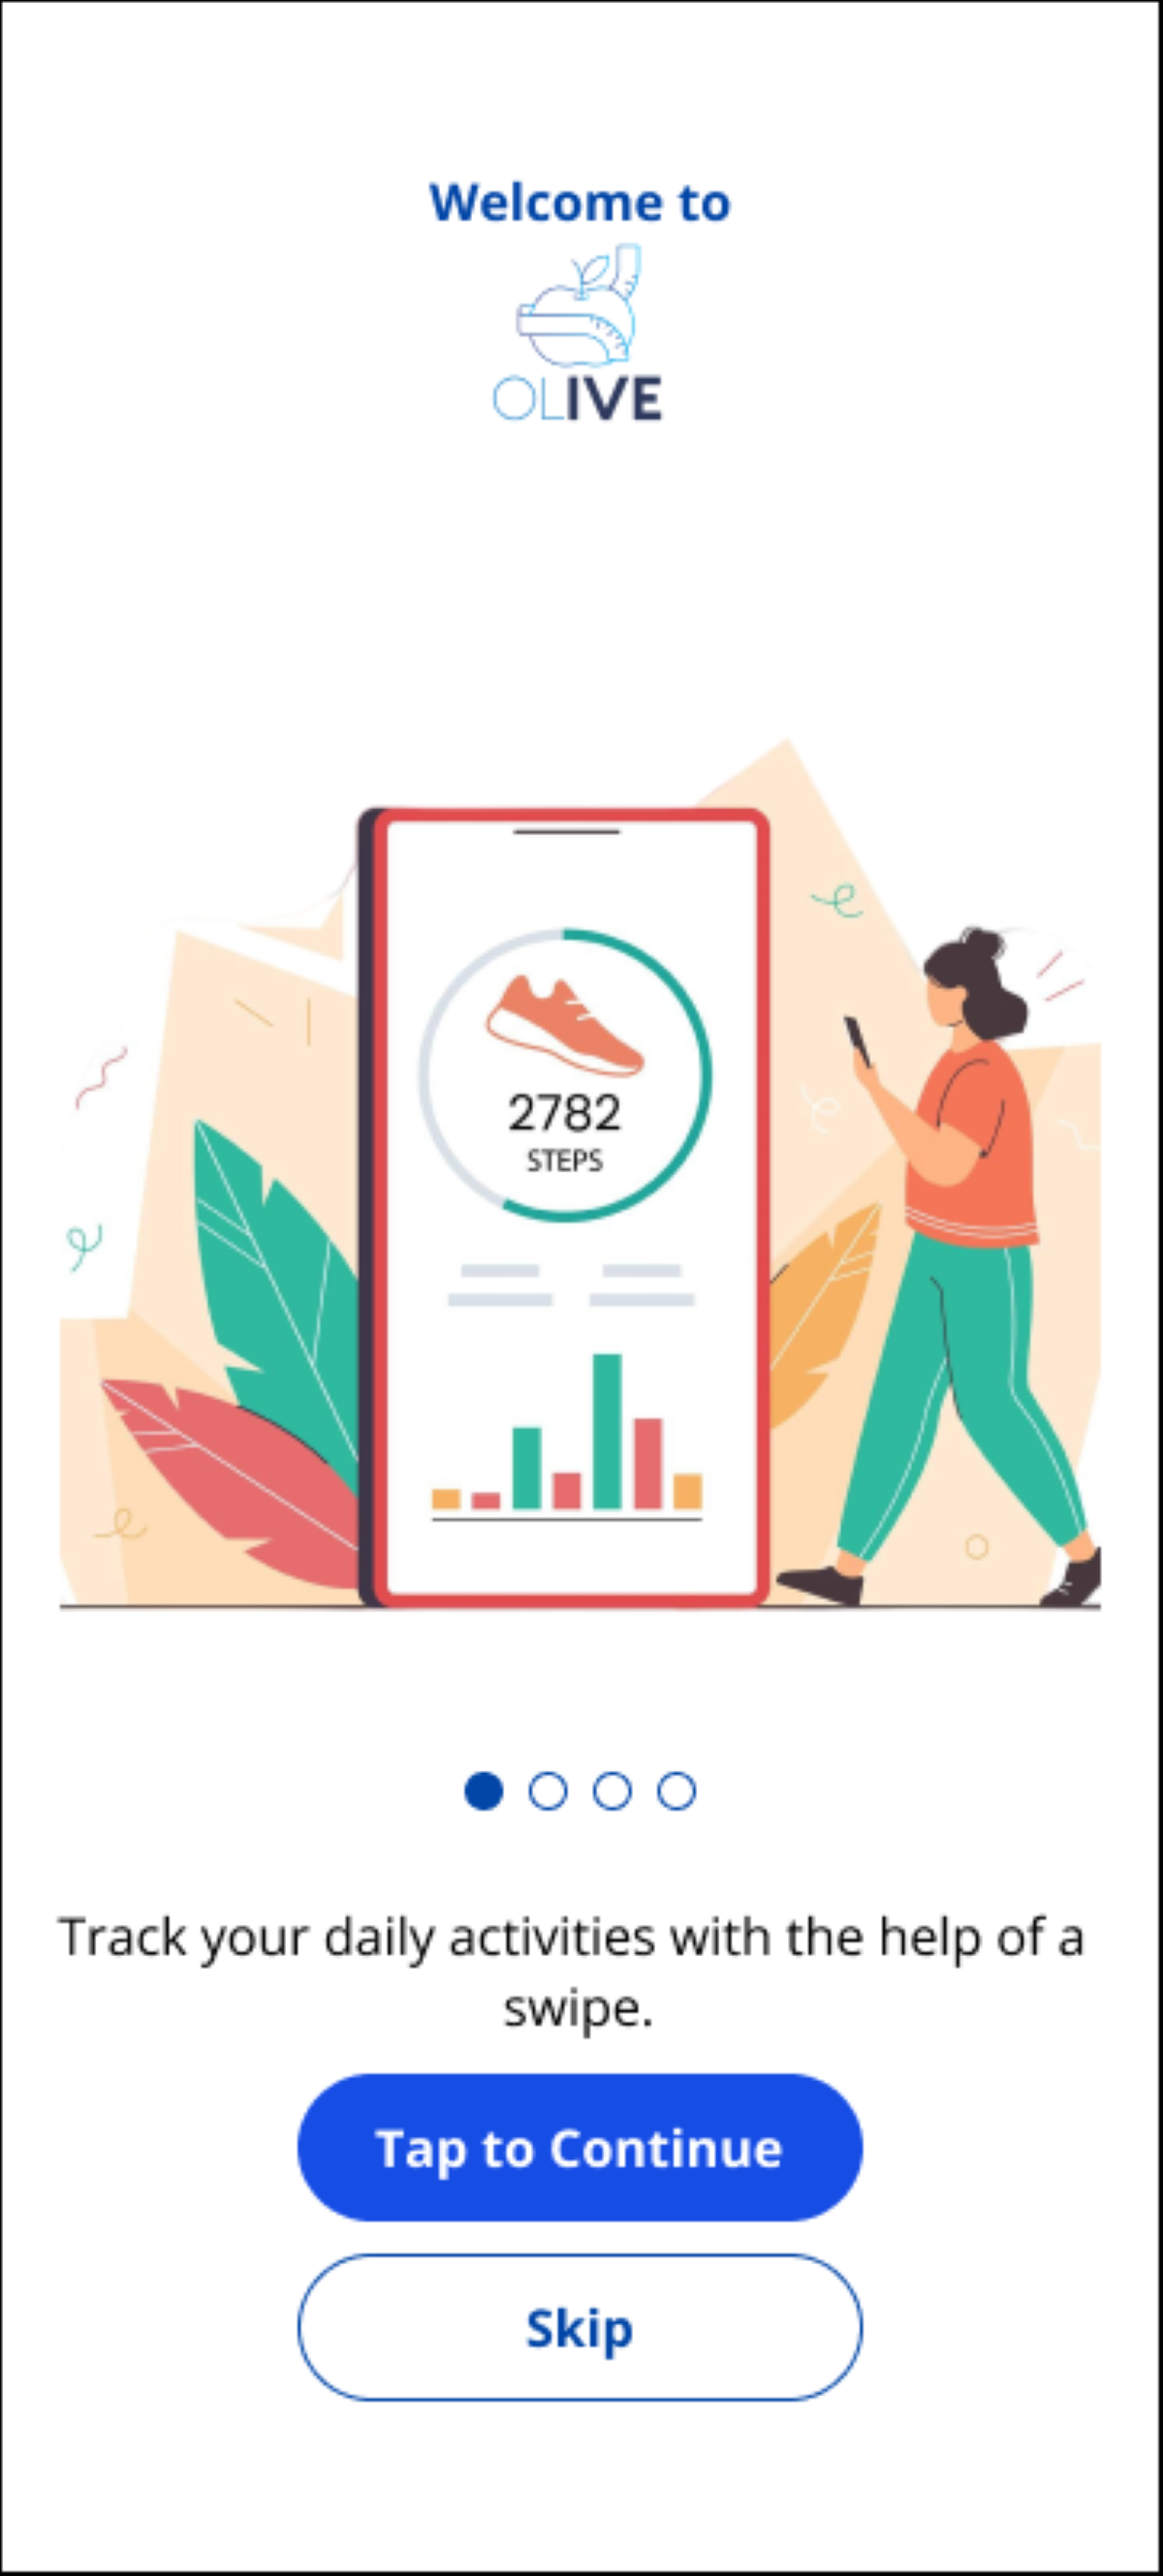 Welcome to
OLIVE
2782
STEPS
Track your daily activities with the help of a
swipe.
Tap to Continue
Skip